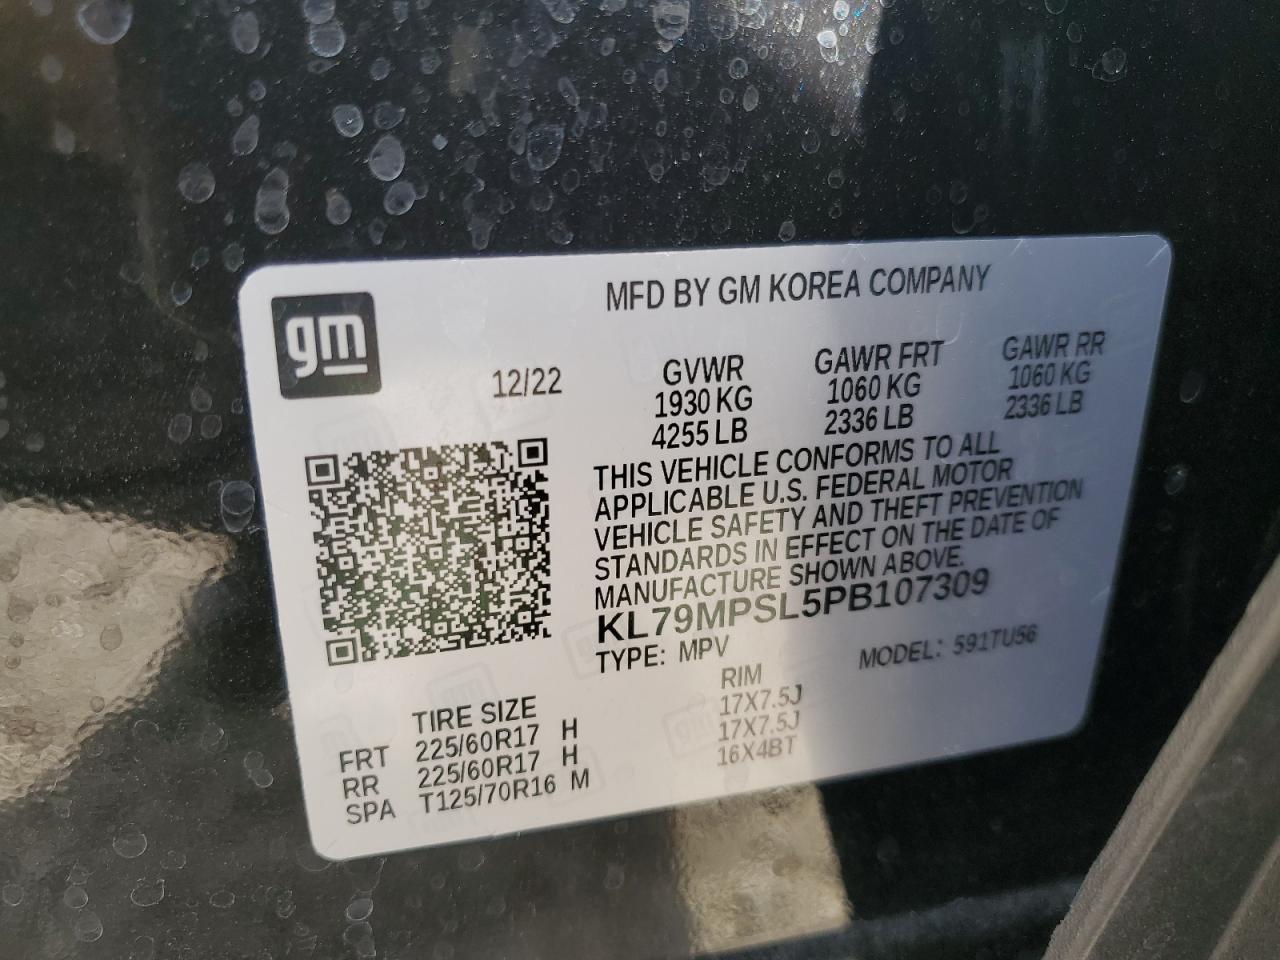 MFD BY GM KOREA COMPANY
gm
12/22
GVWR GAWR FRT GAWR RR
1930 KG 1060 KG 1060 KG
4255 LB 2336 LB 2336 LB
THIS VEHICLE CONFORMS TO ALL
APPLICABLE U.S. FEDERAL MOTOR
VEHICLE SAFETY AND THEFT PREVENTION
STANDARDS IN EFFECT ON THE DATE OF
MANUFACTURE SHOWN ABOVE.
KL79MPSL5PB107309
TYPE: MPV MODEL: 591TU56
TIRE SIZE RIM
FRT 225/60R17 H 17X7.5J
RR 225/60R17 H 17X7.5J
SPA T125/70R16 M 16X4BT